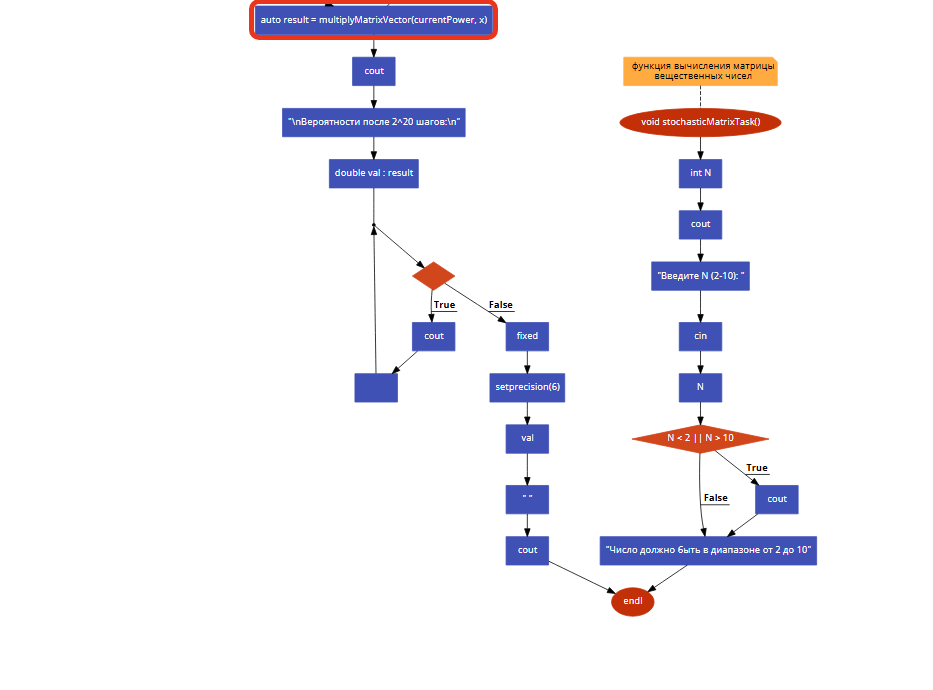 auto result = multiplyMatrixVector(currentPower, x)
cout
"\nВероятности после 2^20 шагов:\n"
double val : result
True
False
cout
fixed
setprecision(6)
val
" "
cout
функция вычисления матрицы
вещественных чисел
void stochasticMatrixTask()
int N
cout
"Введите N (2-10): "
cin
N
N < 2 || N > 10
True
False
cout
"Число должно быть в диапазоне от 2 до 10"
endl